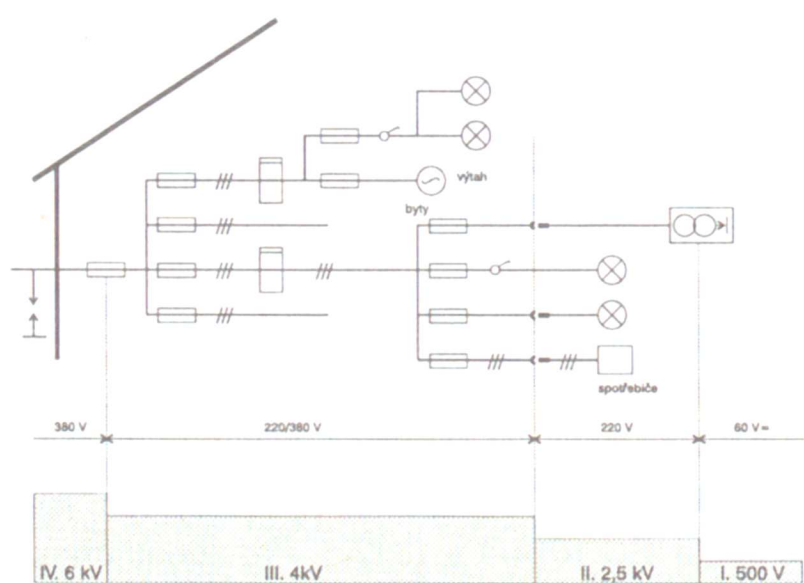 výtah
byty
spotřebiče
380 V 220/380 V 220 V 60 V=
IV. 6 kV III. 4kV II. 2,5 kV I. 500 V